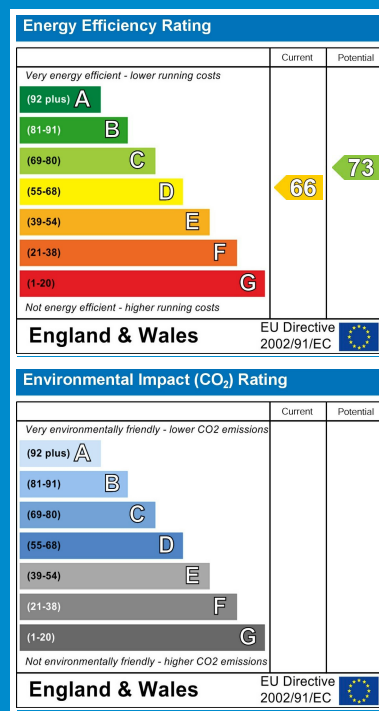 Energy Efficiency Rating
Current Potential
Very energy efficient - lower running costs
(92 plus) A
(81-91) B
(69-80) C
(55-68) D
(39-54) E
(21-38) F
(1-20) G
66
73
Not energy efficient - higher running costs
England & Wales
EU Directive
2002/91/EC
Environmental Impact (CO₂) Rating
Current Potential
Very environmentally friendly - lower CO2 emissions
(92 plus) A
(81-91) B
(69-80) C
(55-68) D
(39-54) E
(21-38) F
(1-20) G
Not environmentally friendly - higher CO2 emissions
England & Wales
EU Directive
2002/91/EC